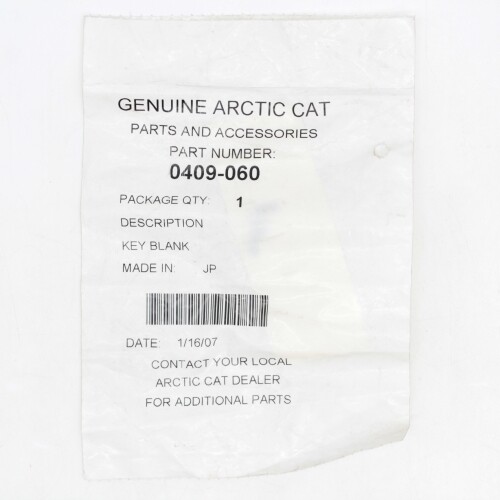 GENUINE ARCTIC CAT
PARTS AND ACCESSORIES
PART NUMBER:
0409-060
PACKAGE QTY: 1
DESCRIPTION
KEY BLANK
MADE IN: JP
DATE: 1/16/07
CONTACT YOUR LOCAL
ARCTIC CAT DEALER
FOR ADDITIONAL PARTS